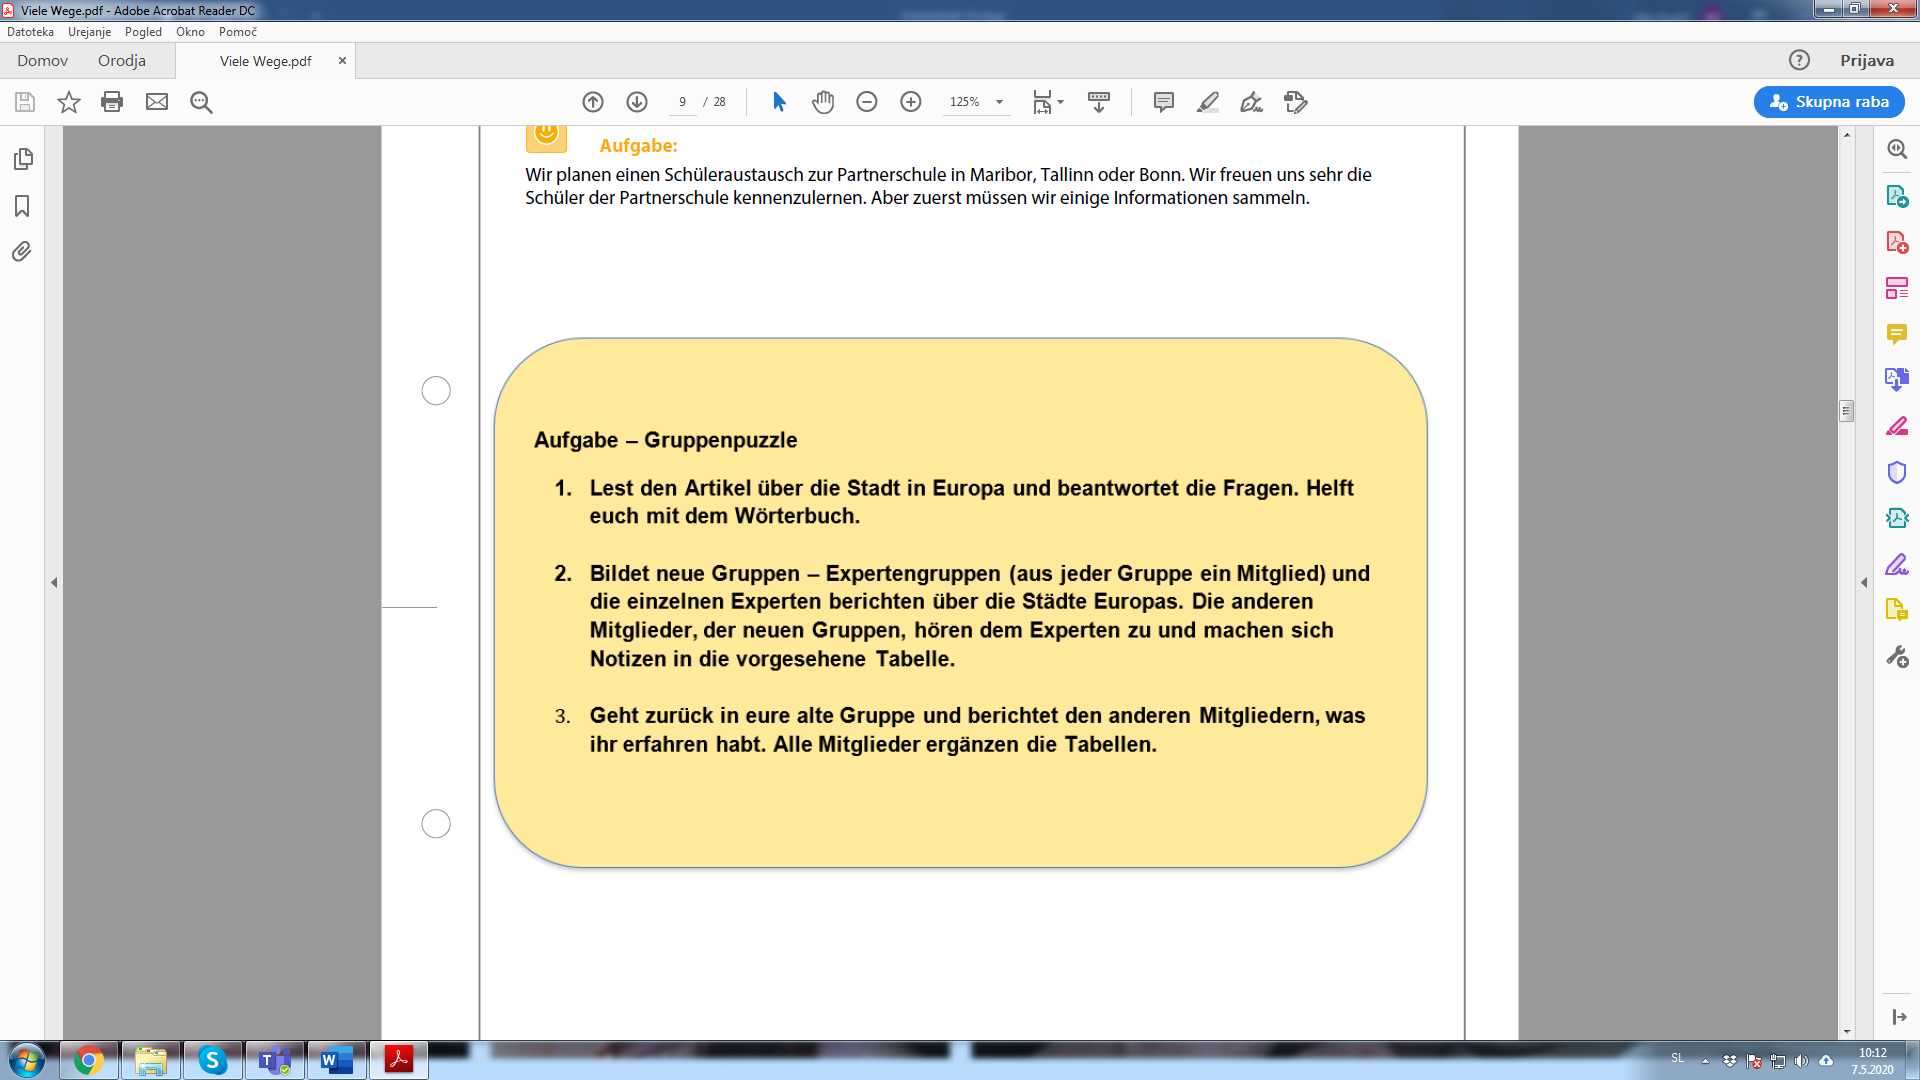 Viele Wege.pdf - Adobe Acrobat Reader DC
Datoteka Urejanje Pogled Okno Pomoč
Domov Orodja Viele Wege.pdf × Prijava
9 / 28 125% Skupna raba
Aufgabe:
Wir planen einen Schüleraustausch zur Partnerschule in Maribor, Tallinn oder Bonn. Wir freuen uns sehr die
Schüler der Partnerschule kennenzulernen. Aber zuerst müssen wir einige Informationen sammeln.
Aufgabe – Gruppenpuzzle
1. Lest den Artikel über die Stadt in Europa und beantwortet die Fragen. Helft
euch mit dem Wörterbuch.
2. Bildet neue Gruppen – Expertengruppen (aus jeder Gruppe ein Mitglied) und
die einzelnen Experten berichten über die Städte Europas. Die anderen
Mitglieder, der neuen Gruppen, hören dem Experten zu und machen sich
Notizen in die vorgesehene Tabelle.
3. Geht zurück in eure alte Gruppe und berichtet den anderen Mitgliedern, was
ihr erfahren habt. Alle Mitglieder ergänzen die Tabellen.
SL 10:12
7.5.2020